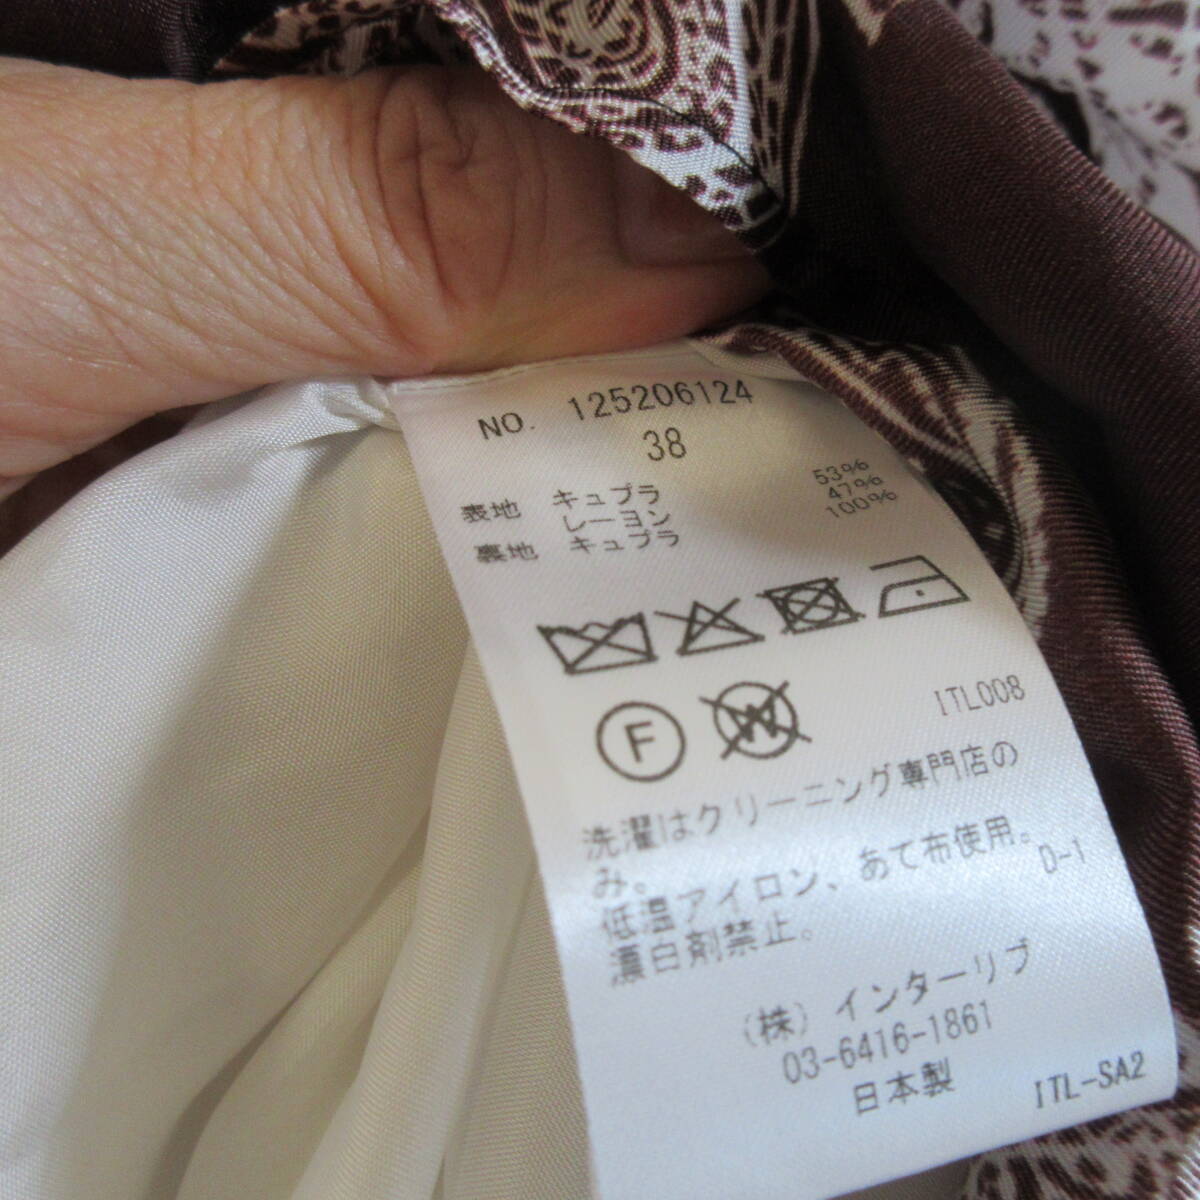 NO. 125206124
38
表地 キュプラ 53%
レーヨン 47%
裏地 キュプラ 100%
F W
ITL008
洗濯はクリーニング専門店の
み。
低温アイロン、あて布使用。
漂白剤禁止。
D-1
(株) インターリブ
03-6416-1861
日本製
ITL-SA2